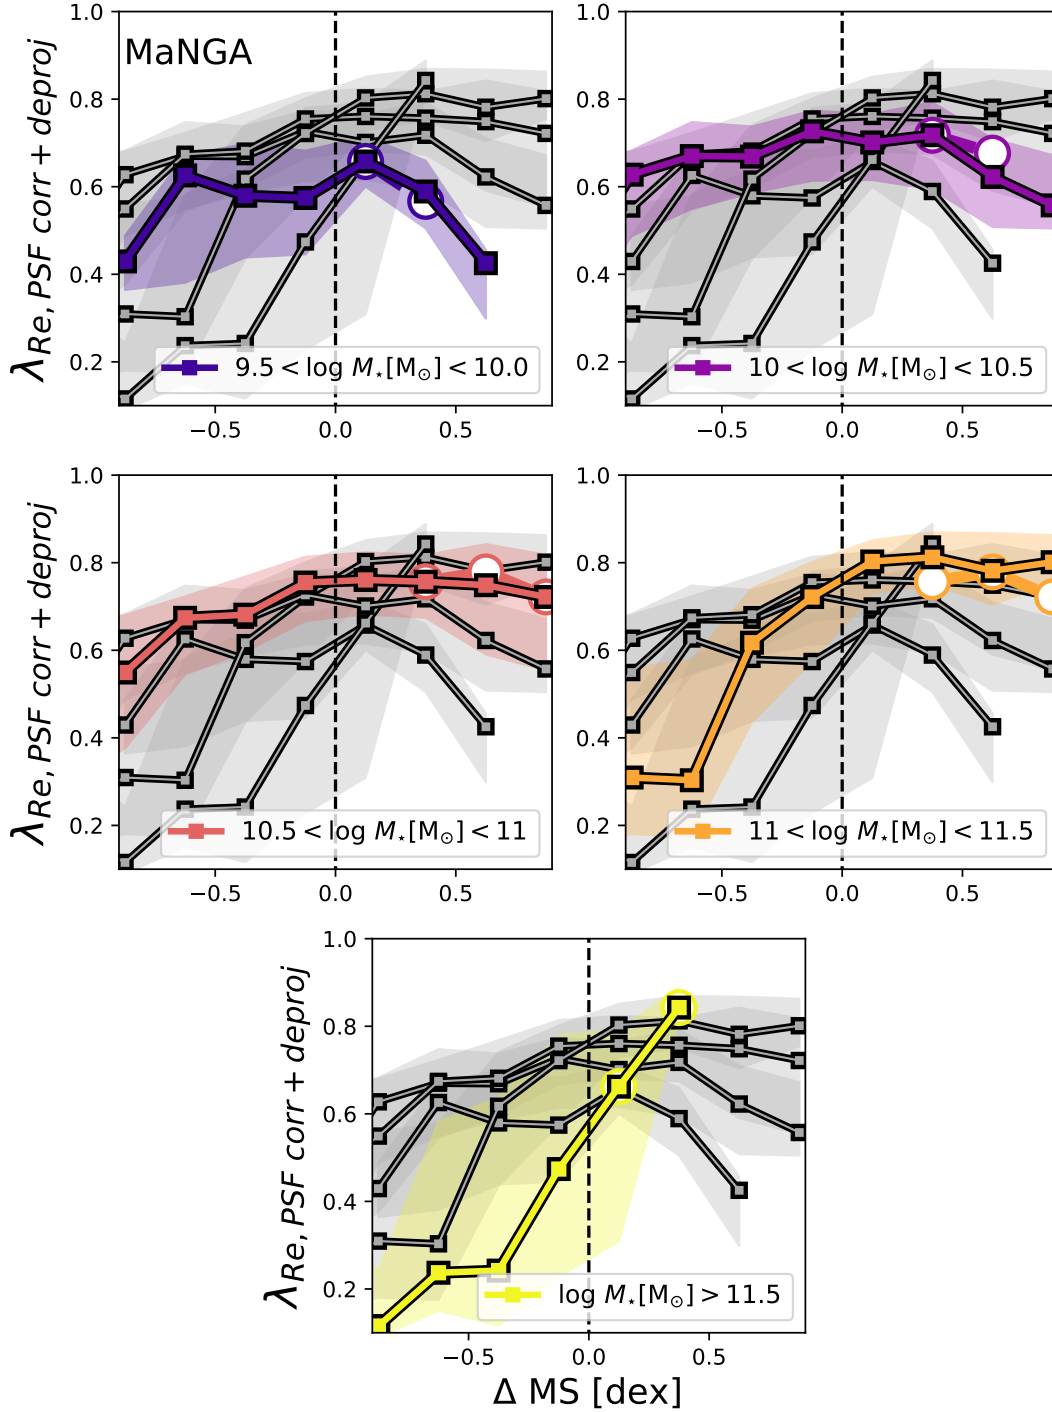 MaNGA
λRe, PSF corr + deproj
1.0
0.8
0.6
0.4
0.2
−0.5 0.0 0.5
9.5 < log M⋆[M⊙] < 10.0
1.0
0.8
0.6
0.4
0.2
−0.5 0.0 0.5
10 < log M⋆[M⊙] < 10.5
λRe, PSF corr + deproj
1.0
0.8
0.6
0.4
0.2
−0.5 0.0 0.5
10.5 < log M⋆[M⊙] < 11
1.0
0.8
0.6
0.4
0.2
−0.5 0.0 0.5
11 < log M⋆[M⊙] < 11.5
λRe, PSF corr + deproj
1.0
0.8
0.6
0.4
0.2
−0.5 0.0 0.5
log M⋆[M⊙] > 11.5
Δ MS [dex]